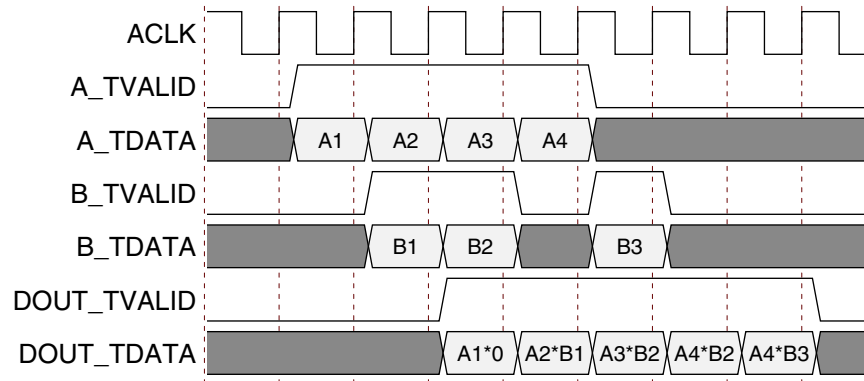 ACLK
A_TVALID
A_TDATA A1 A2 A3 A4
B_TVALID
B_TDATA B1 B2 B3
DOUT_TVALID
DOUT_TDATA A1*0 A2*B1 A3*B2 A4*B2 A4*B3